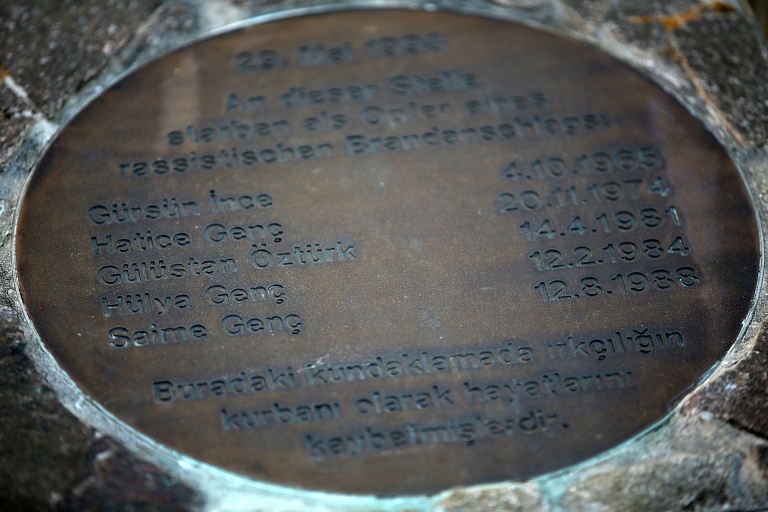 29. Mai 1993
An dieser Stelle
starben als Opfer eines
rassistischen Brandanschlags:
Gürsün İnce 4.10.1965
Hatice Genç 20.11.1974
Gülüstan Öztürk 14.4.1981
Hülya Genç 12.2.1984
Saime Genç 12.8.1988
Buradaki kundaklamada ırkçılığın
kurbanı olarak hayatlarını
kaybetmişlerdir.